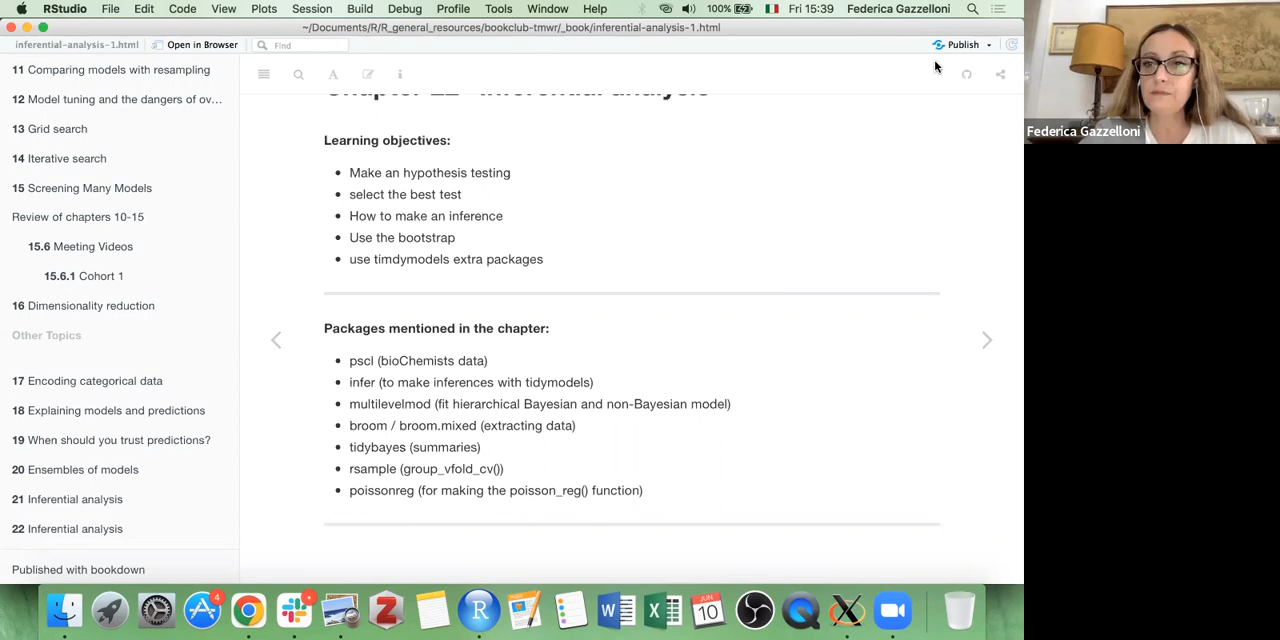 RStudio File Edit Code View Plots Session Build Debug Profile Tools Window Help 100% Fri 15:39 Federica Gazzelloni
~/Documents/R/R_general_resources/bookclub-tmwr/_book/inferential-analysis-1.html
inferential-analysis-1.html Open in Browser Find Publish
11 Comparing models with resampling
12 Model tuning and the dangers of ov...
13 Grid search
14 Iterative search
15 Screening Many Models
Review of chapters 10-15
15.6 Meeting Videos
15.6.1 Cohort 1
16 Dimensionality reduction
Other Topics
17 Encoding categorical data
18 Explaining models and predictions
19 When should you trust predictions?
20 Ensembles of models
21 Inferential analysis
22 Inferential analysis
Published with bookdown
Chapter 22 Inferential analysis
Learning objectives:
• Make an hypothesis testing
• select the best test
• How to make an inference
• Use the bootstrap
• use timdymodels extra packages
Packages mentioned in the chapter:
• pscl (bioChemists data)
• infer (to make inferences with tidymodels)
• multilevelmod (fit hierarchical Bayesian and non-Bayesian model)
• broom / broom.mixed (extracting data)
• tidybayes (summaries)
• rsample (group_vfold_cv())
• poissonreg (for making the poisson_reg() function)
Federica Gazzelloni
4
JUN
10